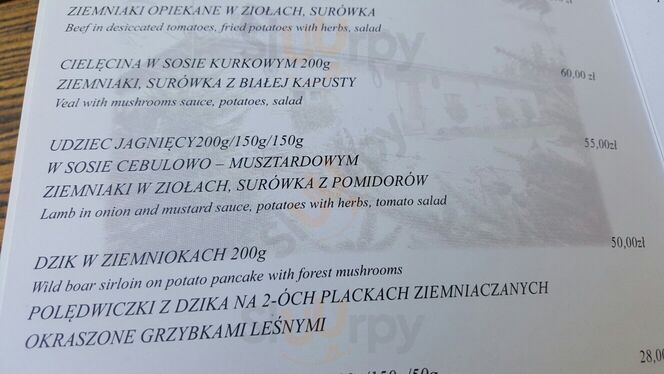 ZIEMNIAKI OPIEKANE W ZIOŁACH, SURÓWKA
Beef in desiccated tomatoes, fried potatoes with herbs, salad
CIELĘCINA W SOSIE KURKOWYM 200g
60,00 zł
ZIEMNIAKI, SURÓWKA Z BIAŁEJ KAPUSTY
Veal with mushrooms sauce, potatoes, salad
UDZIEC JAGNIĘCY200g/150g/150g
55,00zł
W SOSIE CEBULOWO – MUSZTARDOWYM
ZIEMNIAKI W ZIOŁACH, SURÓWKA Z POMIDORÓW
Lamb in onion and mustard sauce, potatoes with herbs, tomato salad
DZIK W ZIEMNIOKACH 200g
50,00zł
Wild boar sirloin on potato pancake with forest mushrooms
POLĘDWICZKI Z DZIKA NA 2-ÓCH PLACKACH ZIEMNIACZANYCH
OKRASZONE GRZYBKAMI LEŚNYMI
28,00
sluurpy
sluurpy
sluurpy